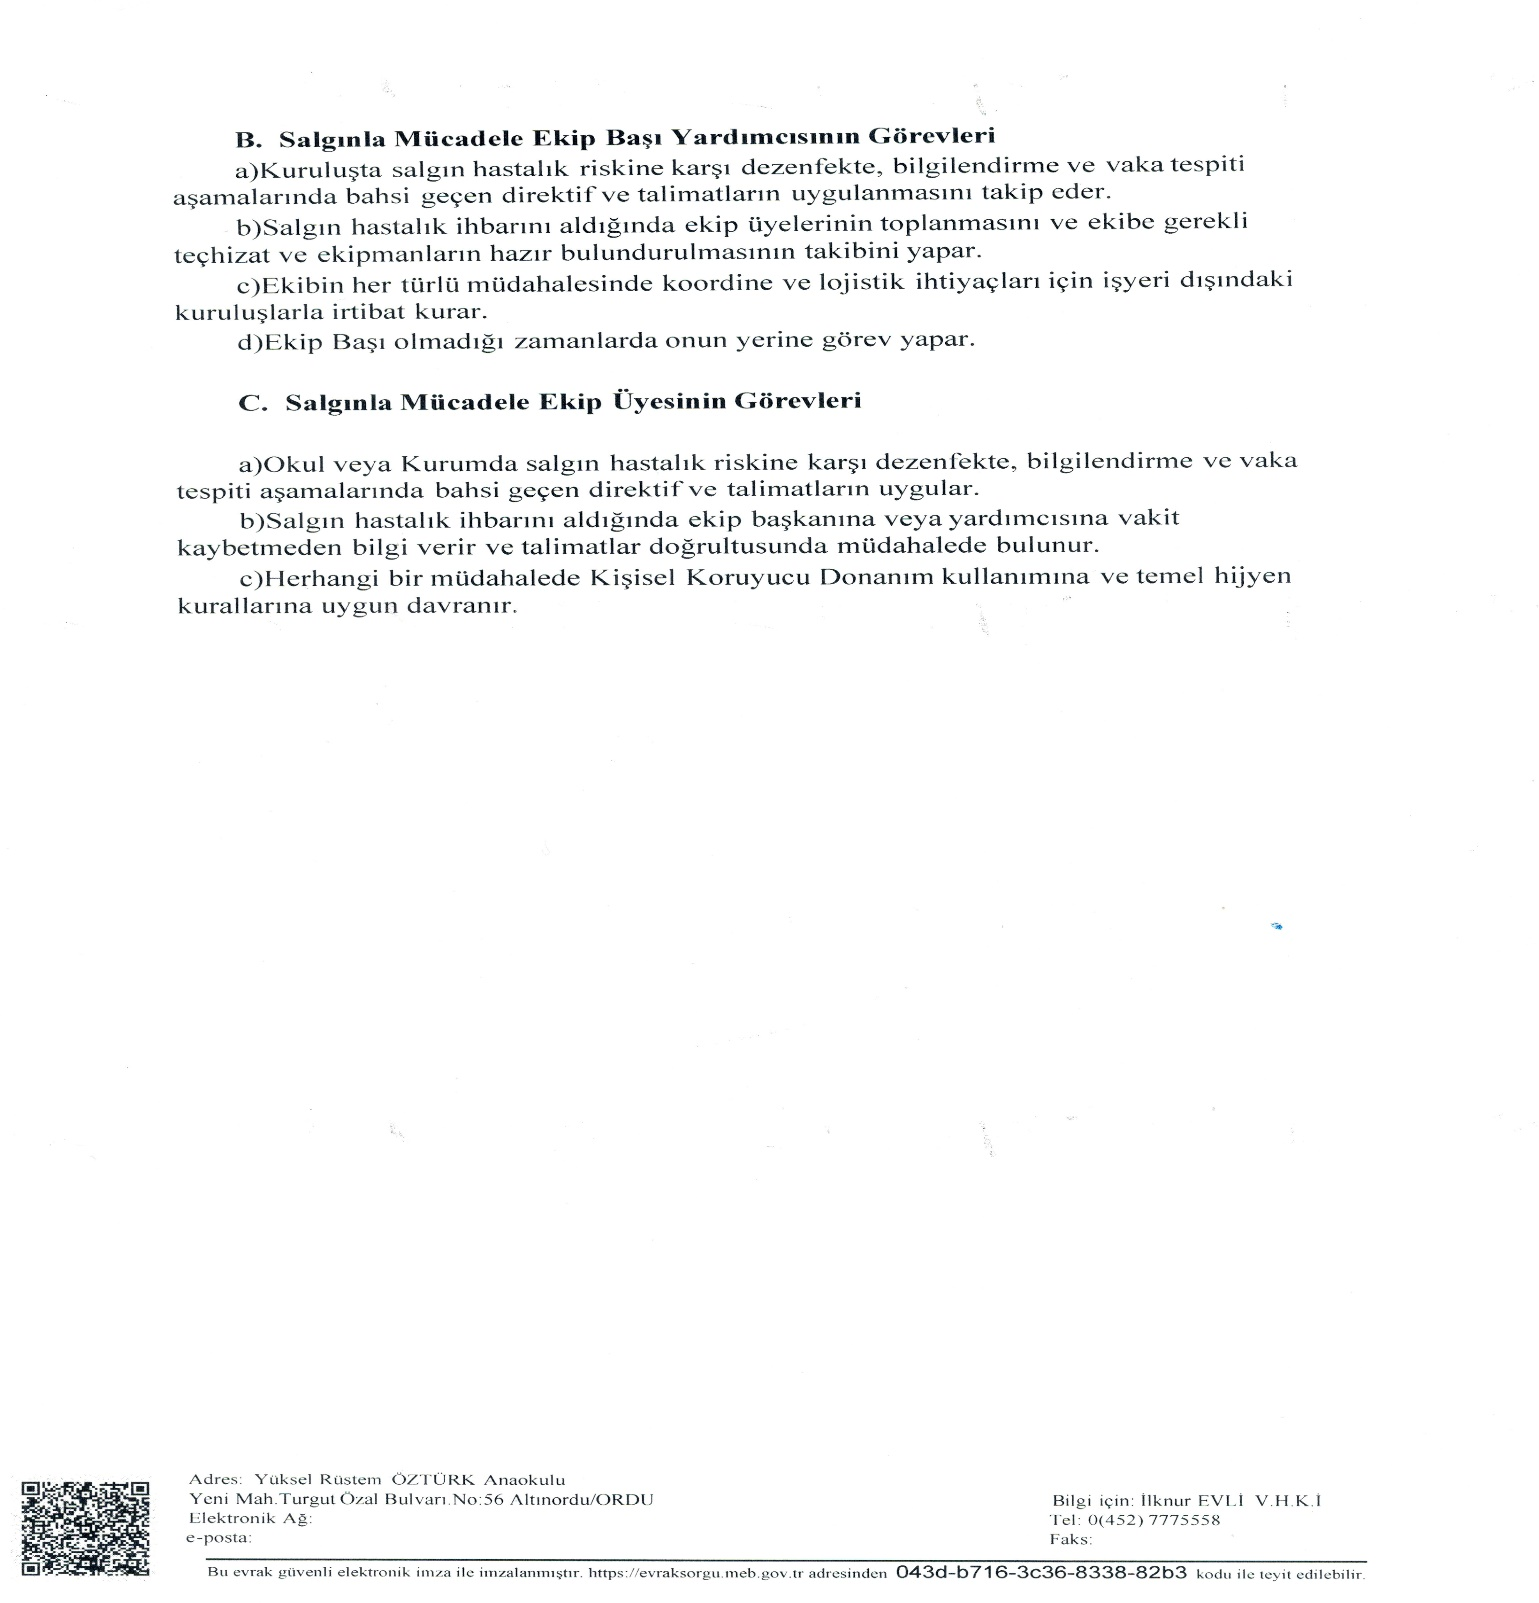 B. Salgınla Mücadele Ekip Başı Yardımcısının Görevleri
a)Kuruluşta salgın hastalık riskine karşı dezenfekte, bilgilendirme ve vaka tespiti
aşamalarında bahsi geçen direktif ve talimatların uygulanmasını takip eder.
b)Salgın hastalık ihbarını aldığında ekip üyelerinin toplanmasını ve ekibe gerekli
teçhizat ve ekipmanların hazır bulundurulmasının takibini yapar.
c)Ekibin her türlü müdahalesinde koordine ve lojistik ihtiyaçları için işyeri dışındaki
kuruluşlarla irtibat kurar.
d)Ekip Başı olmadığı zamanlarda onun yerine görev yapar.
C. Salgınla Mücadele Ekip Üyesinin Görevleri
a)Okul veya Kurumda salgın hastalık riskine karşı dezenfekte, bilgilendirme ve vaka
tespiti aşamalarında bahsi geçen direktif ve talimatların uygular.
b)Salgın hastalık ihbarını aldığında ekip başkanına veya yardımcısına vakit
kaybetmeden bilgi verir ve talimatlar doğrultusunda müdahalede bulunur.
c)Herhangi bir müdahalede Kişisel Koruyucu Donanım kullanımına ve temel hijyen
kurallarına uygun davranır.
Adres: Yüksel Rüstem ÖZTÜRK Anaokulu
Yeni Mah.Turgut Özal Bulvarı.No:56 Altınordu/ORDU
Elektronik Ağ:
e-posta:
Bilgi için: İlknur EVLİ V.H.K.İ
Tel: 0(452) 7775558
Faks:
Bu evrak güvenli elektronik imza ile imzalanmıştır. https://evraksorgu.meb.gov.tr adresinden 043d-b716-3c36-8338-82b3 kodu ile teyit edilebilir.